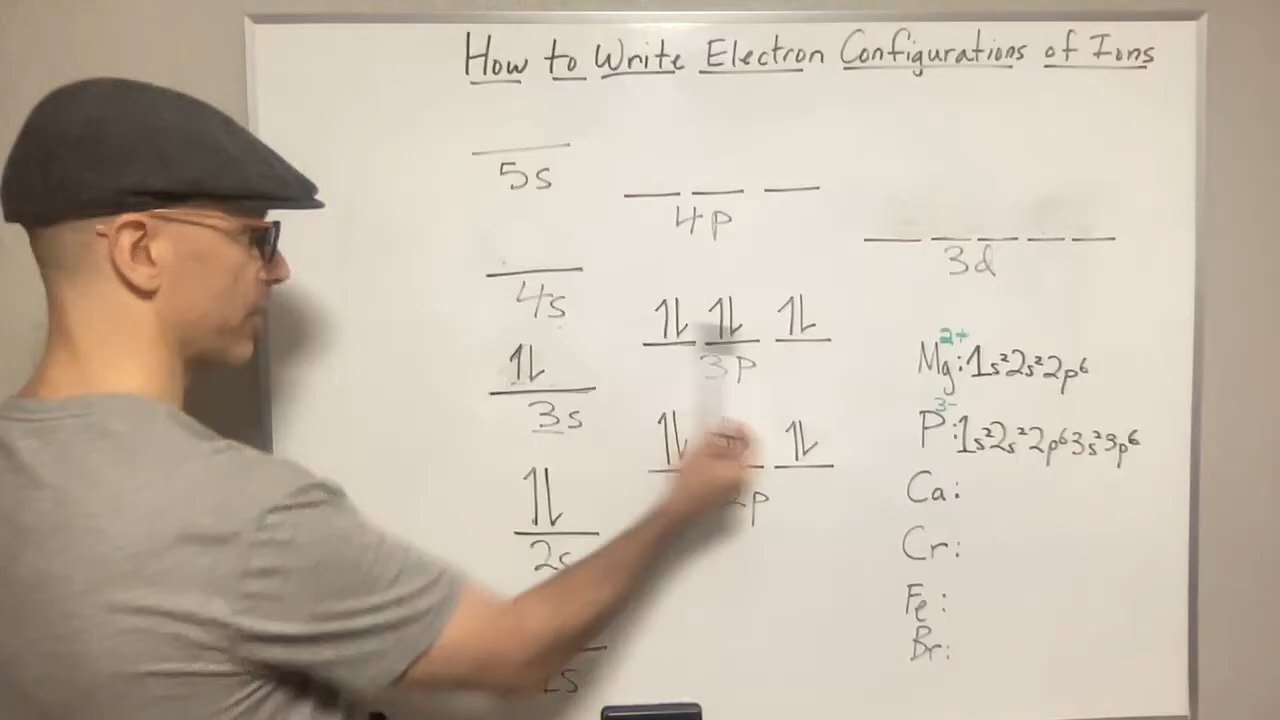 How to Write Electron Configurations of Ions
5s
4p
3d
4s
3p
3s
2p
2s
Mg²⁺: 1s²2s²2p⁶
P³⁻: 1s²2s²2p⁶3s²3p⁶
Ca:
Cr:
Fe:
Br: